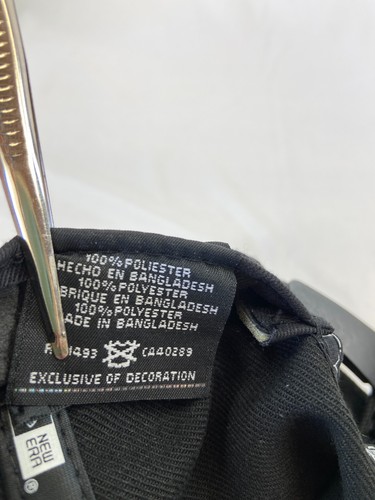 100% POLIESTER
HECHO EN BANGLADESH
100% POLYESTER
BRIQUE EN BANGLADESH
100% POLYESTER
ADE IN BANGLADESH
1493 CA40289
EXCLUSIVE OF DECORATION
NEW
ERA
®